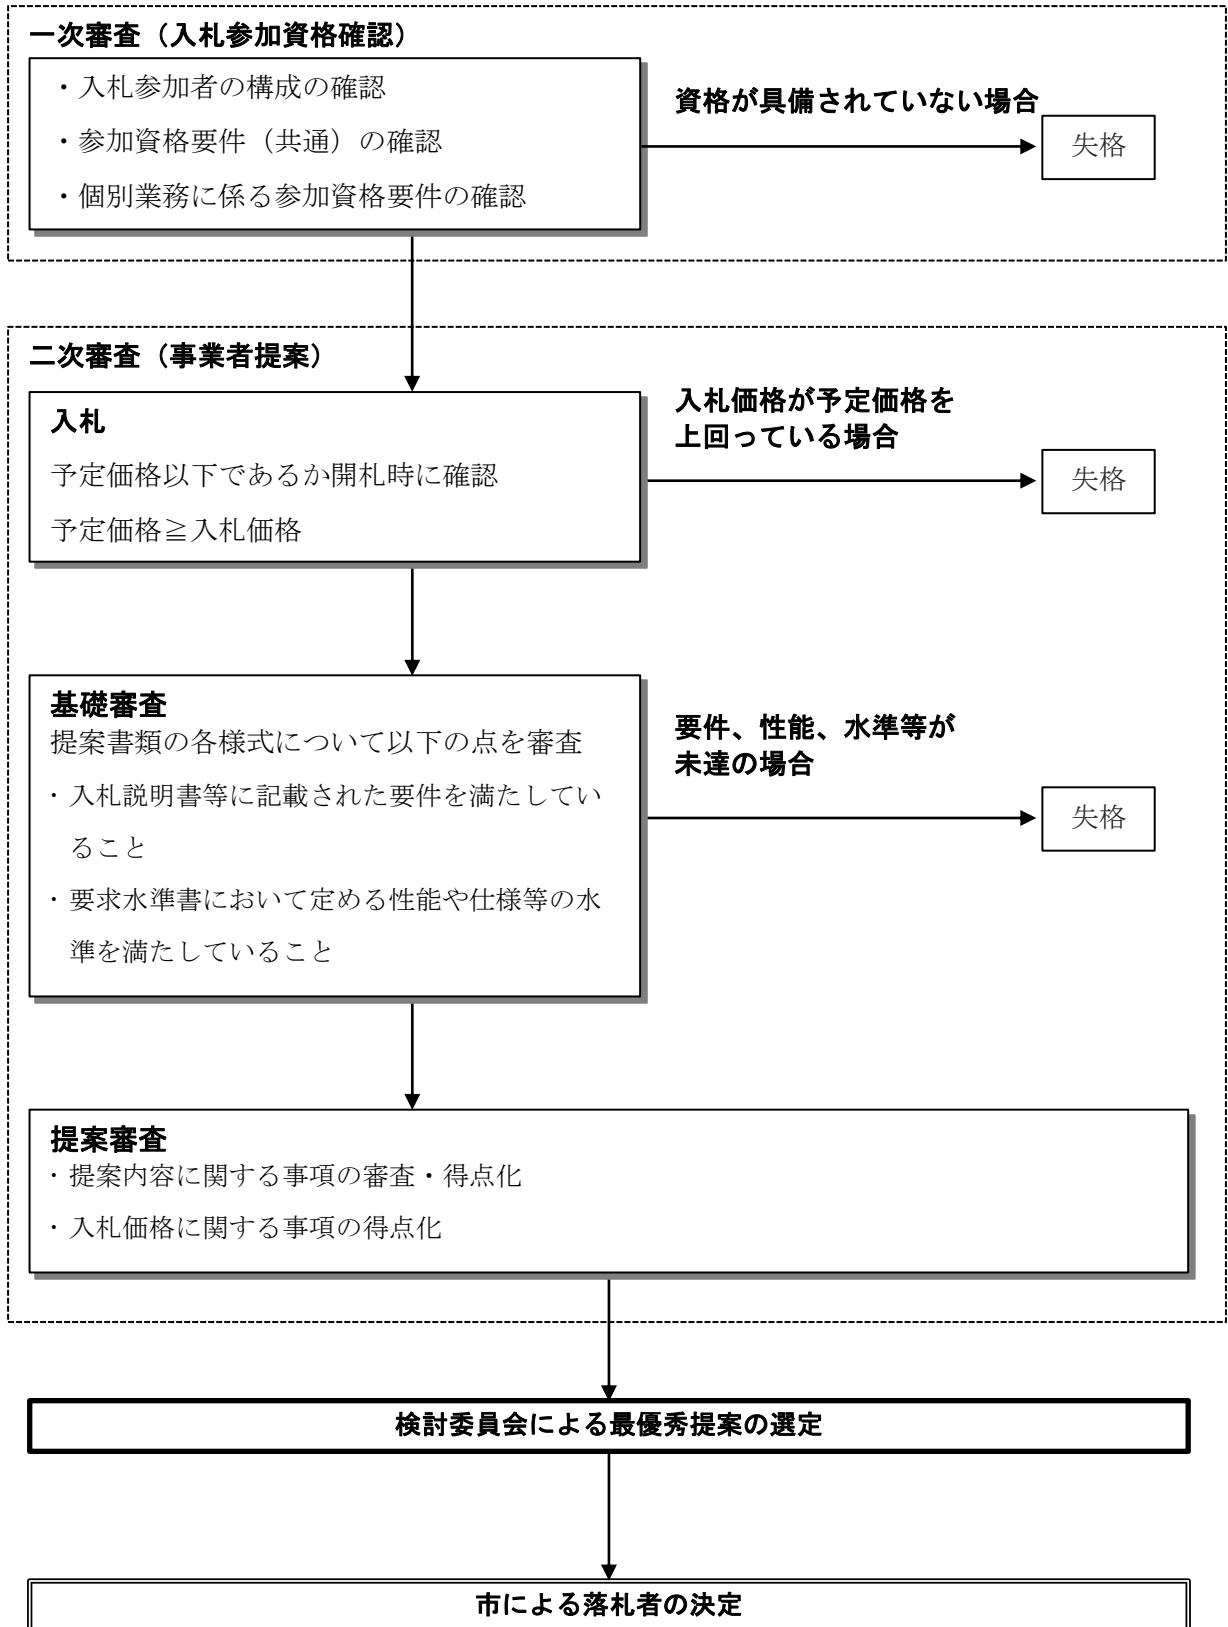 一次審査（入札参加資格確認）
・入札参加者の構成の確認
・参加資格要件（共通）の確認
・個別業務に係る参加資格要件の確認
資格が具備されていない場合
失格
二次審査（事業者提案）
入札
予定価格以下であるか開札時に確認
予定価格≧入札価格
入札価格が予定価格を
上回っている場合
失格
基礎審査
提案書類の各様式について以下の点を審査
・入札説明書等に記載された要件を満たしてい
ること
・要求水準書において定める性能や仕様等の水
準を満たしていること
要件、性能、水準等が
未達の場合
失格
提案審査
・提案内容に関する事項の審査・得点化
・入札価格に関する事項の得点化
検討委員会による最優秀提案の選定
市による落札者の決定